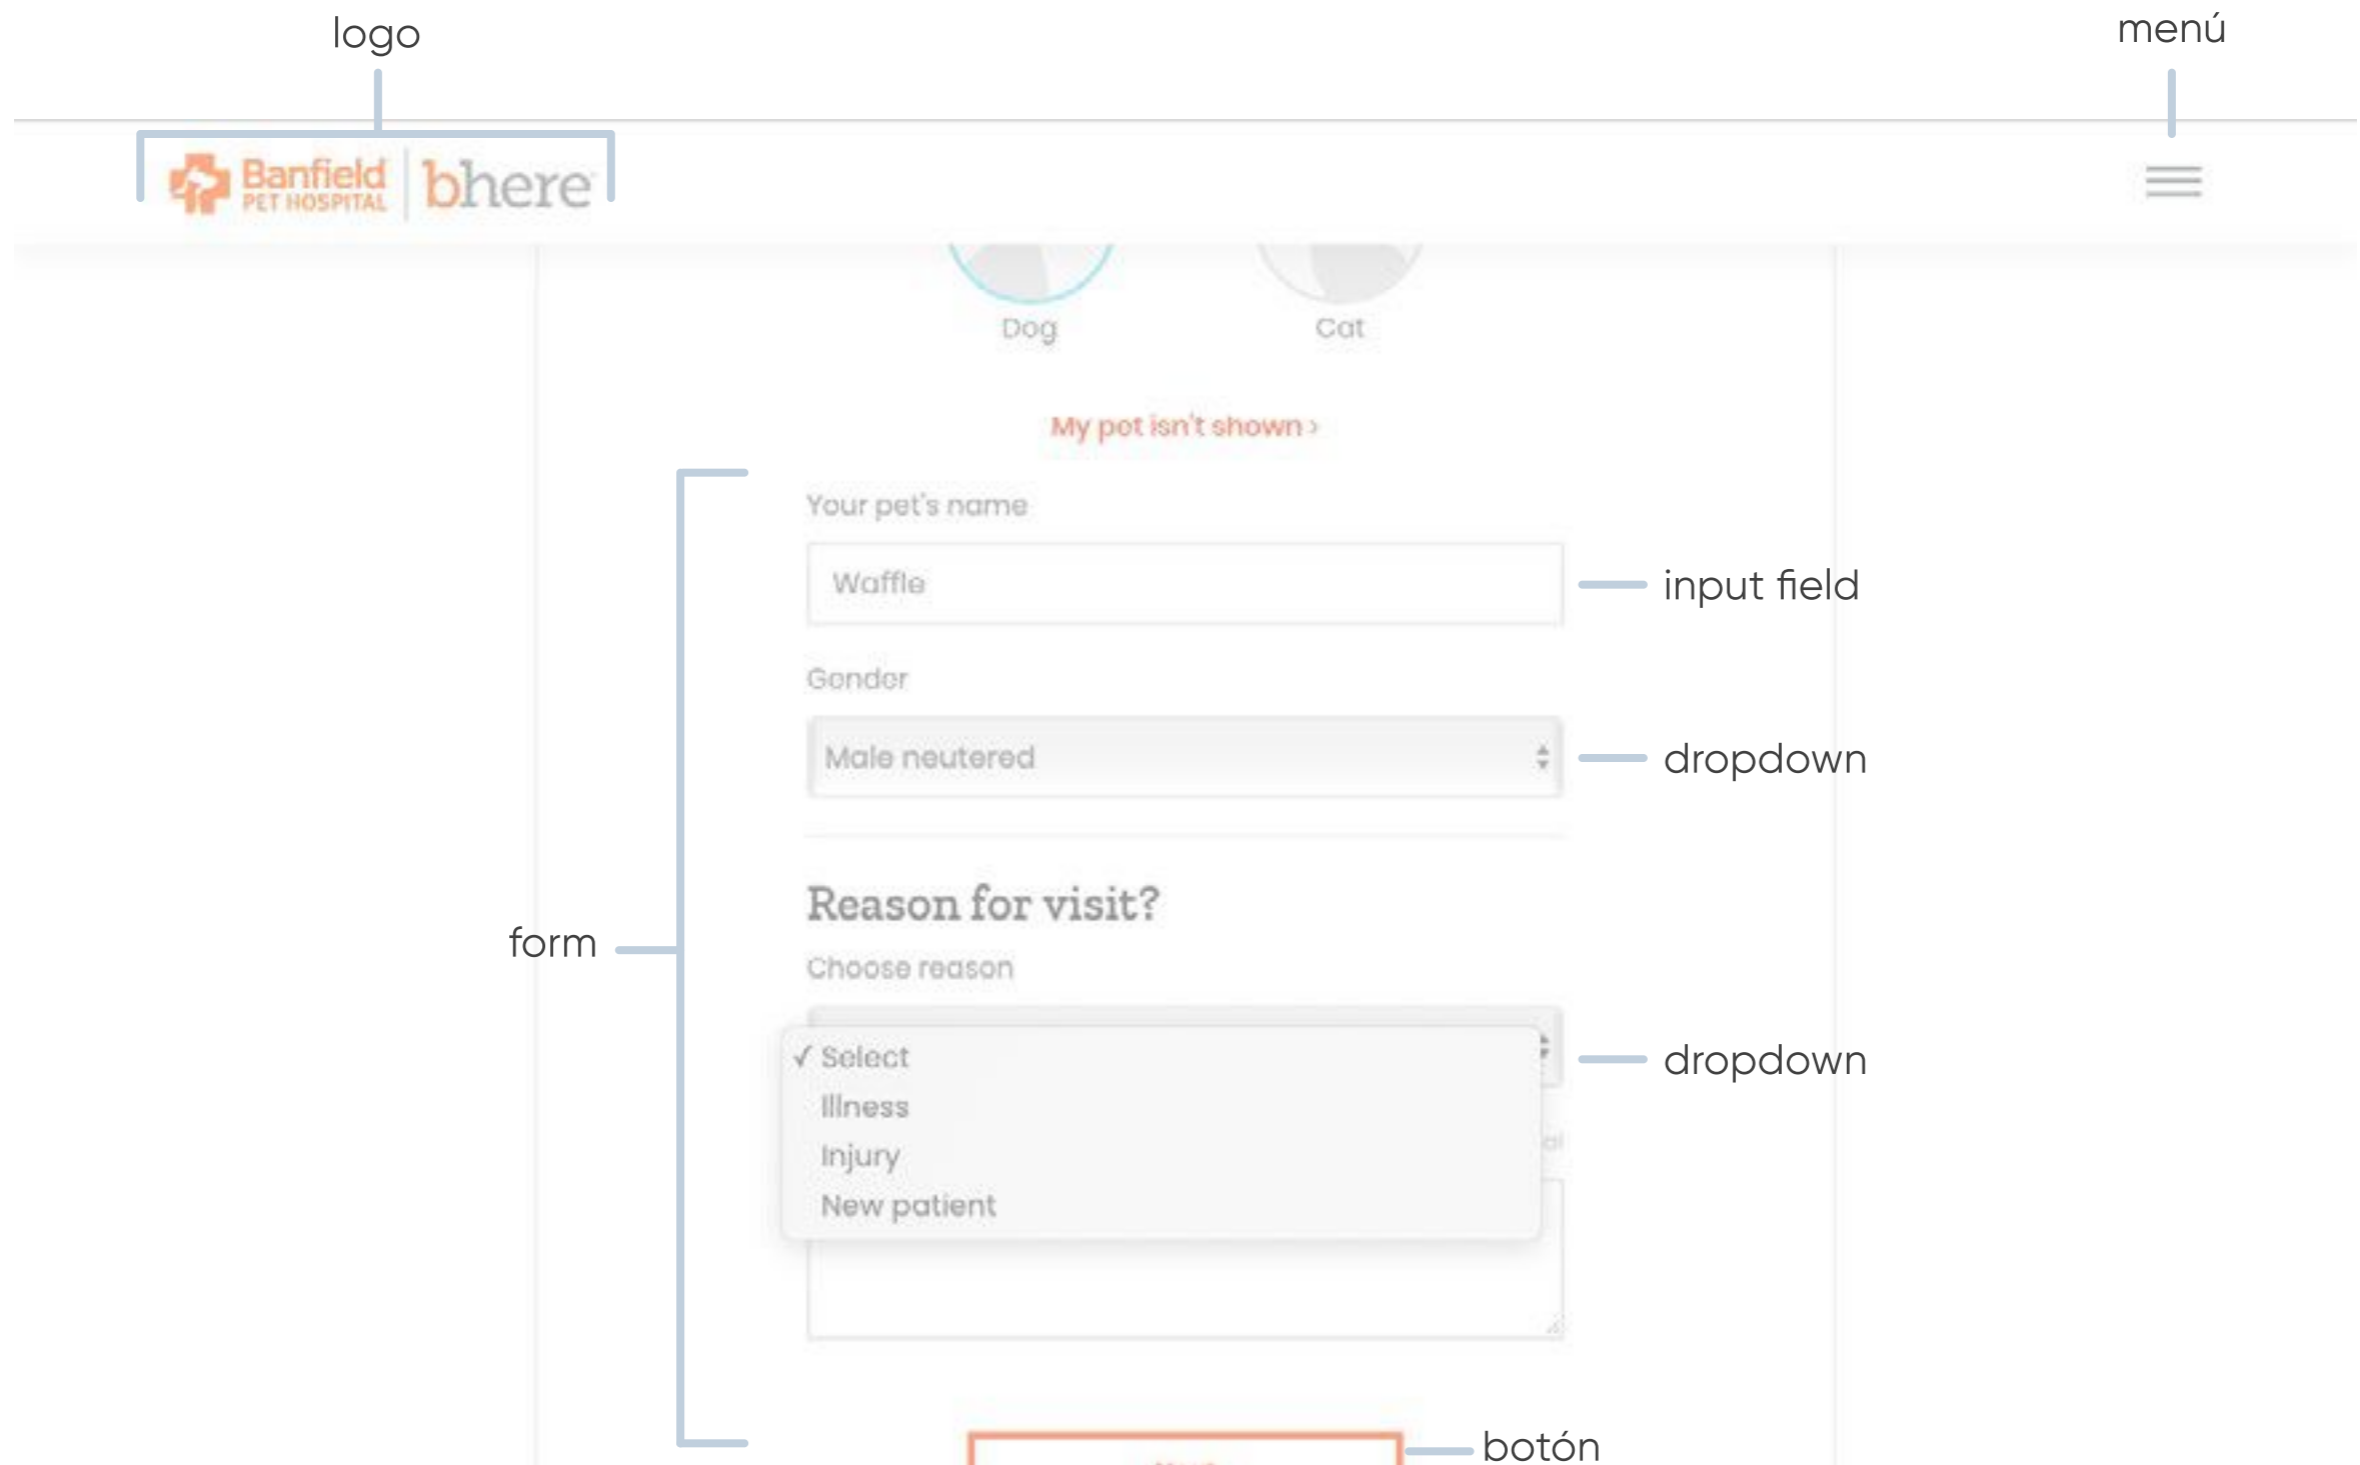 logo
menú
Banfield
PET HOSPITAL
bhere
Dog
Cat
My pet isn't shown >
Your pet's name
Waffle
input field
Gender
Male neutered
dropdown
Reason for visit?
form
Choose reason
✓ Select
dropdown
Illness
al
Injury
New patient
botón